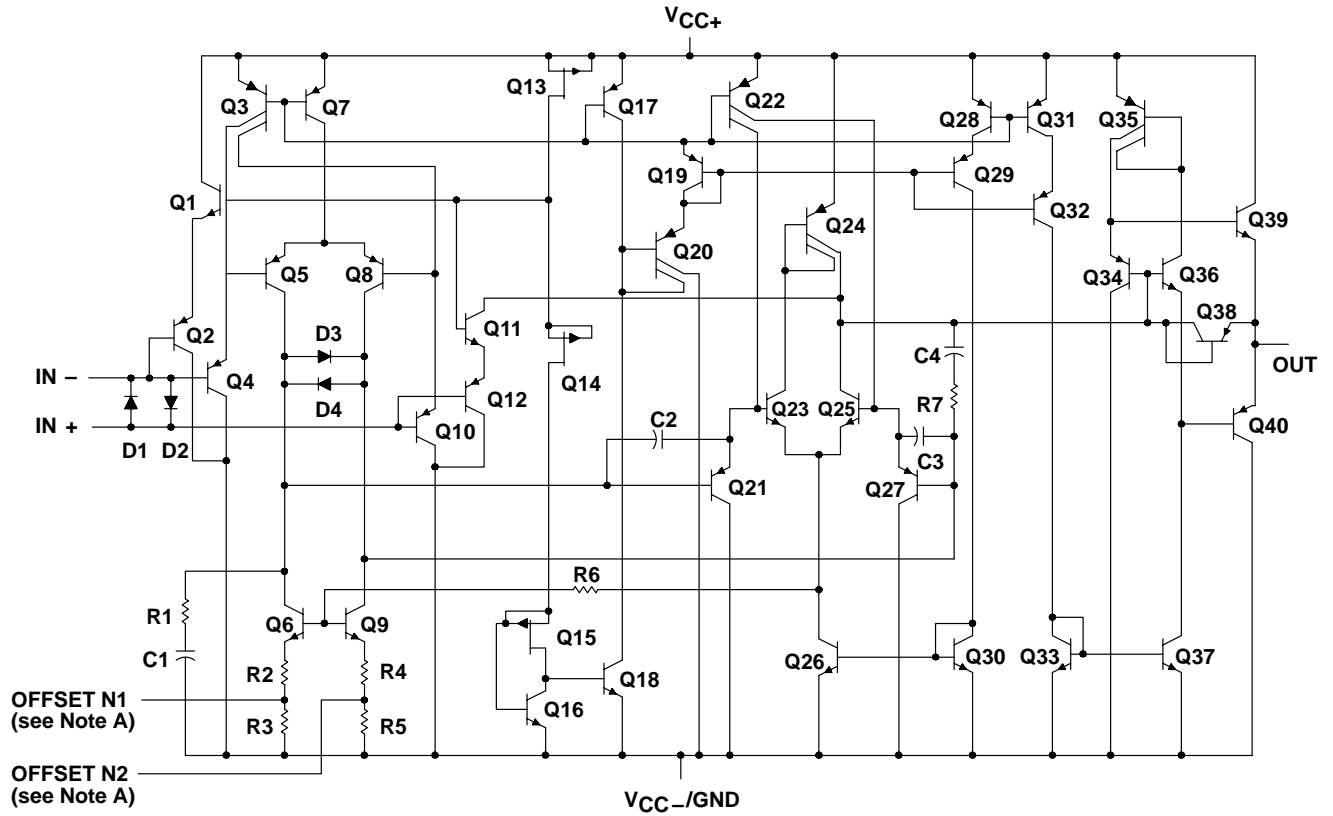 VCC+
Q3
Q7
Q13
Q17
Q22
Q28
Q31
Q35
Q1
Q19
Q29
Q32
Q39
Q5
Q8
Q20
Q24
Q34
Q36
Q2
D3
Q11
Q38
IN −
Q4
D4
Q12
Q14
C4
OUT
IN +
D1
D2
Q10
C2
Q23
Q25
R7
Q40
C3
Q21
Q27
R6
R1
Q6
Q9
Q15
C1
R2
R4
Q18
Q26
Q30
Q33
Q37
OFFSET N1
(see Note A)
R3
R5
Q16
OFFSET N2
(see Note A)
VCC−/GND